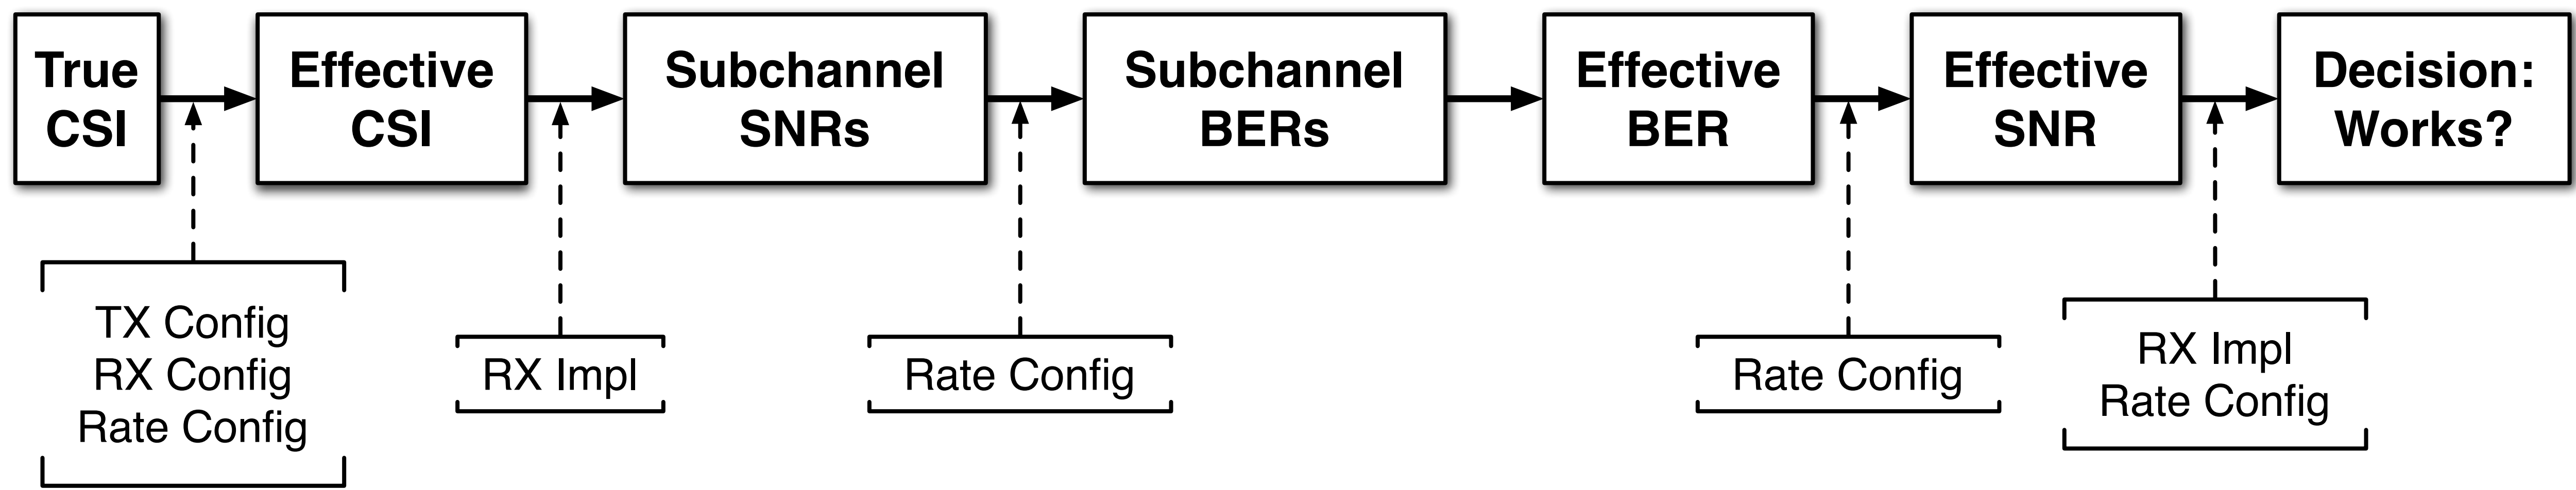 True
CSI
Effective
CSI
Subchannel
SNRs
Subchannel
BERs
Effective
BER
Effective
SNR
Decision:
Works?
TX Config
RX Config
Rate Config
RX Impl
Rate Config
Rate Config
RX Impl
Rate Config